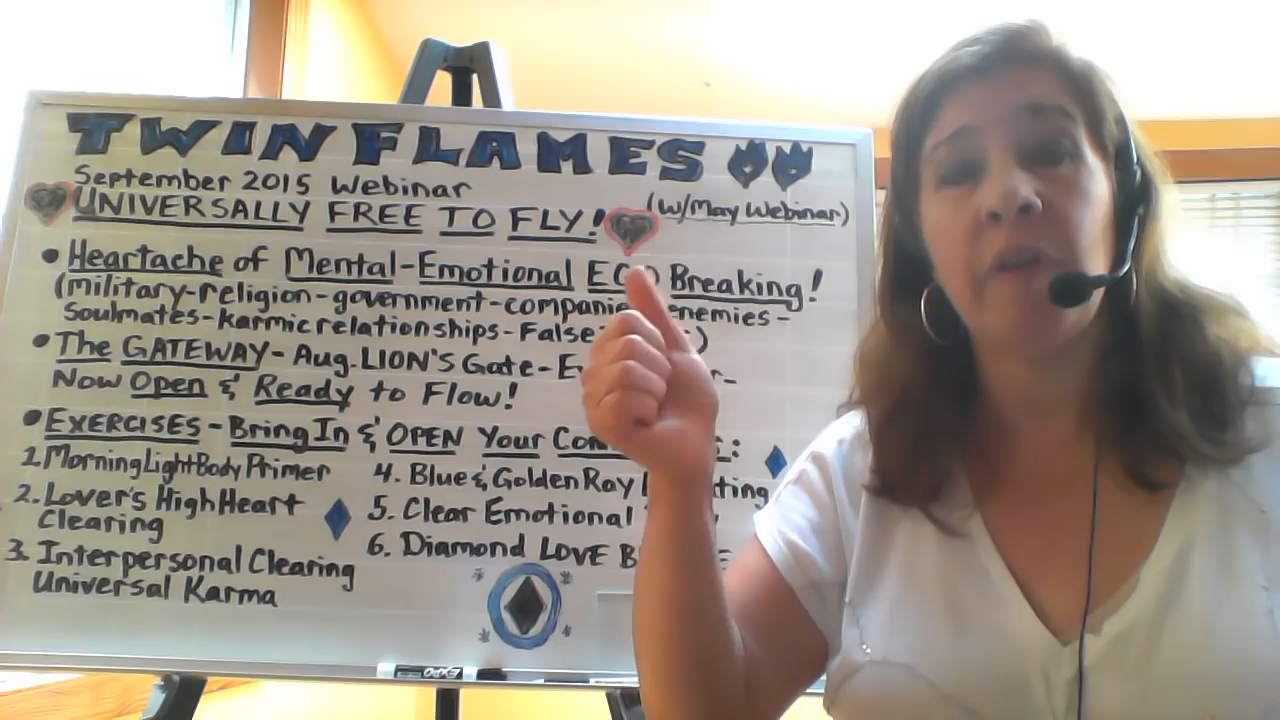 TWIN FLAMES
September 2015 Webinar
(w/May Webinar)
UNIVERSALLY FREE TO FLY!
• Heartache of Mental-Emotional EGO Breaking!
(military-religion-government-companies-enemies-
Soulmates-karmic relationships-False
• The GATEWAY- Aug. LION'S Gate-
Now Open & Ready to Flow!
• EXERCISES - Bring In & OPEN Your
1. Morning Light Body Primer
2. Lover's High Heart
Clearing
3. Interpersonal Clearing
Universal Karma
4. Blue & Golden Ray
5. Clear Emotional
6. Diamond LOVE
EXPO